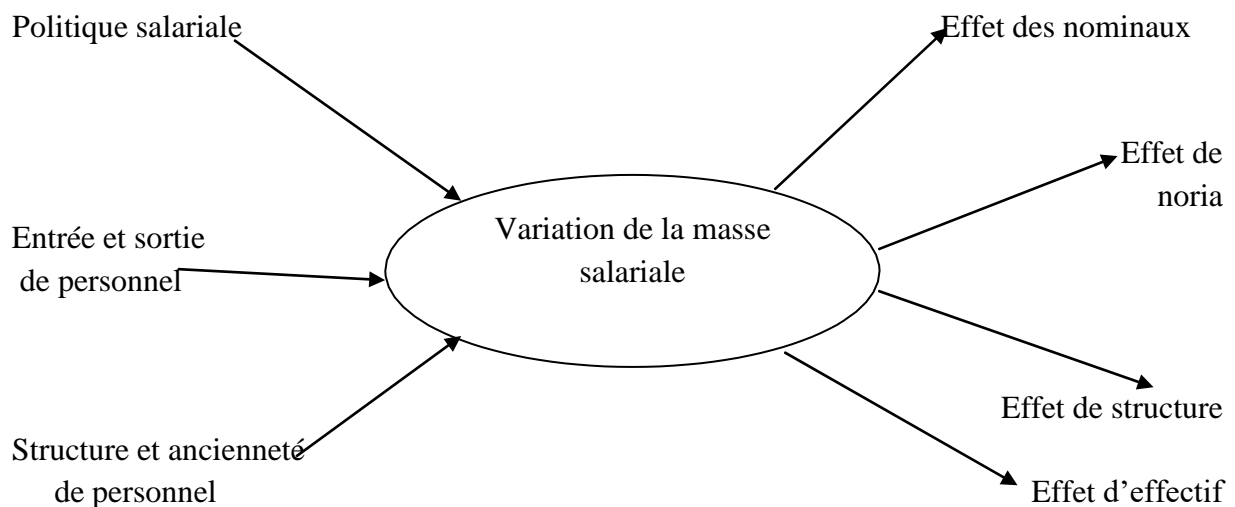 Politique salariale
Effet des nominaux
Effet de
noria
Entrée et sortie
de personnel
Variation de la masse
salariale
Effet de structure
Structure et ancienneté
de personnel
Effet d’effectif